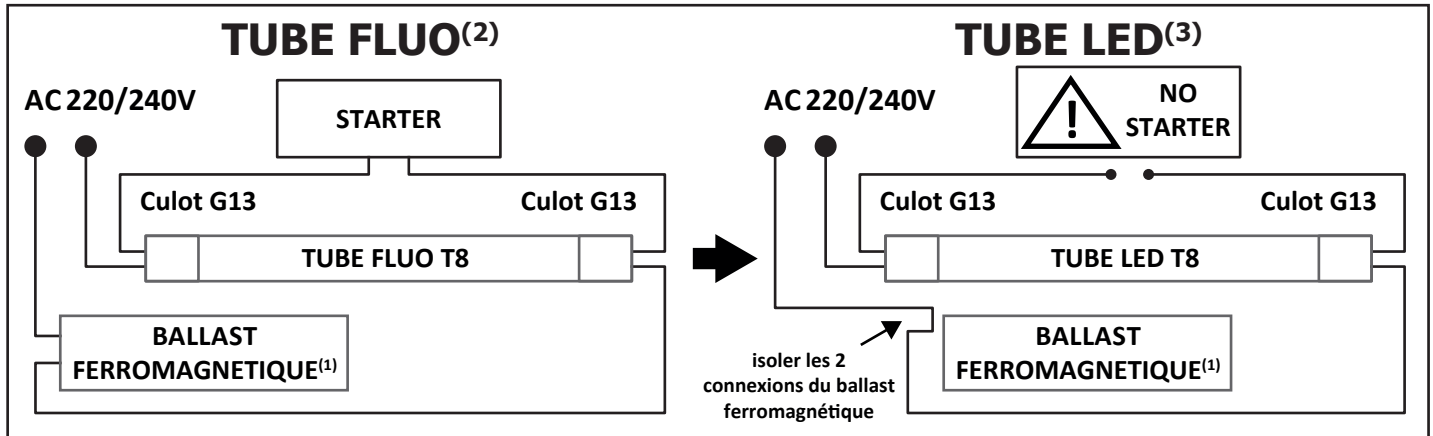 TUBE FLUO(2)
AC 220/240V
STARTER
Culot G13
Culot G13
TUBE FLUO T8
BALLAST
FERROMAGNETIQUE(1)
TUBE LED(3)
AC 220/240V
!
NO
STARTER
Culot G13
Culot G13
TUBE LED T8
isoler les 2
connexions du ballast
ferromagnétique
BALLAST
FERROMAGNETIQUE(1)